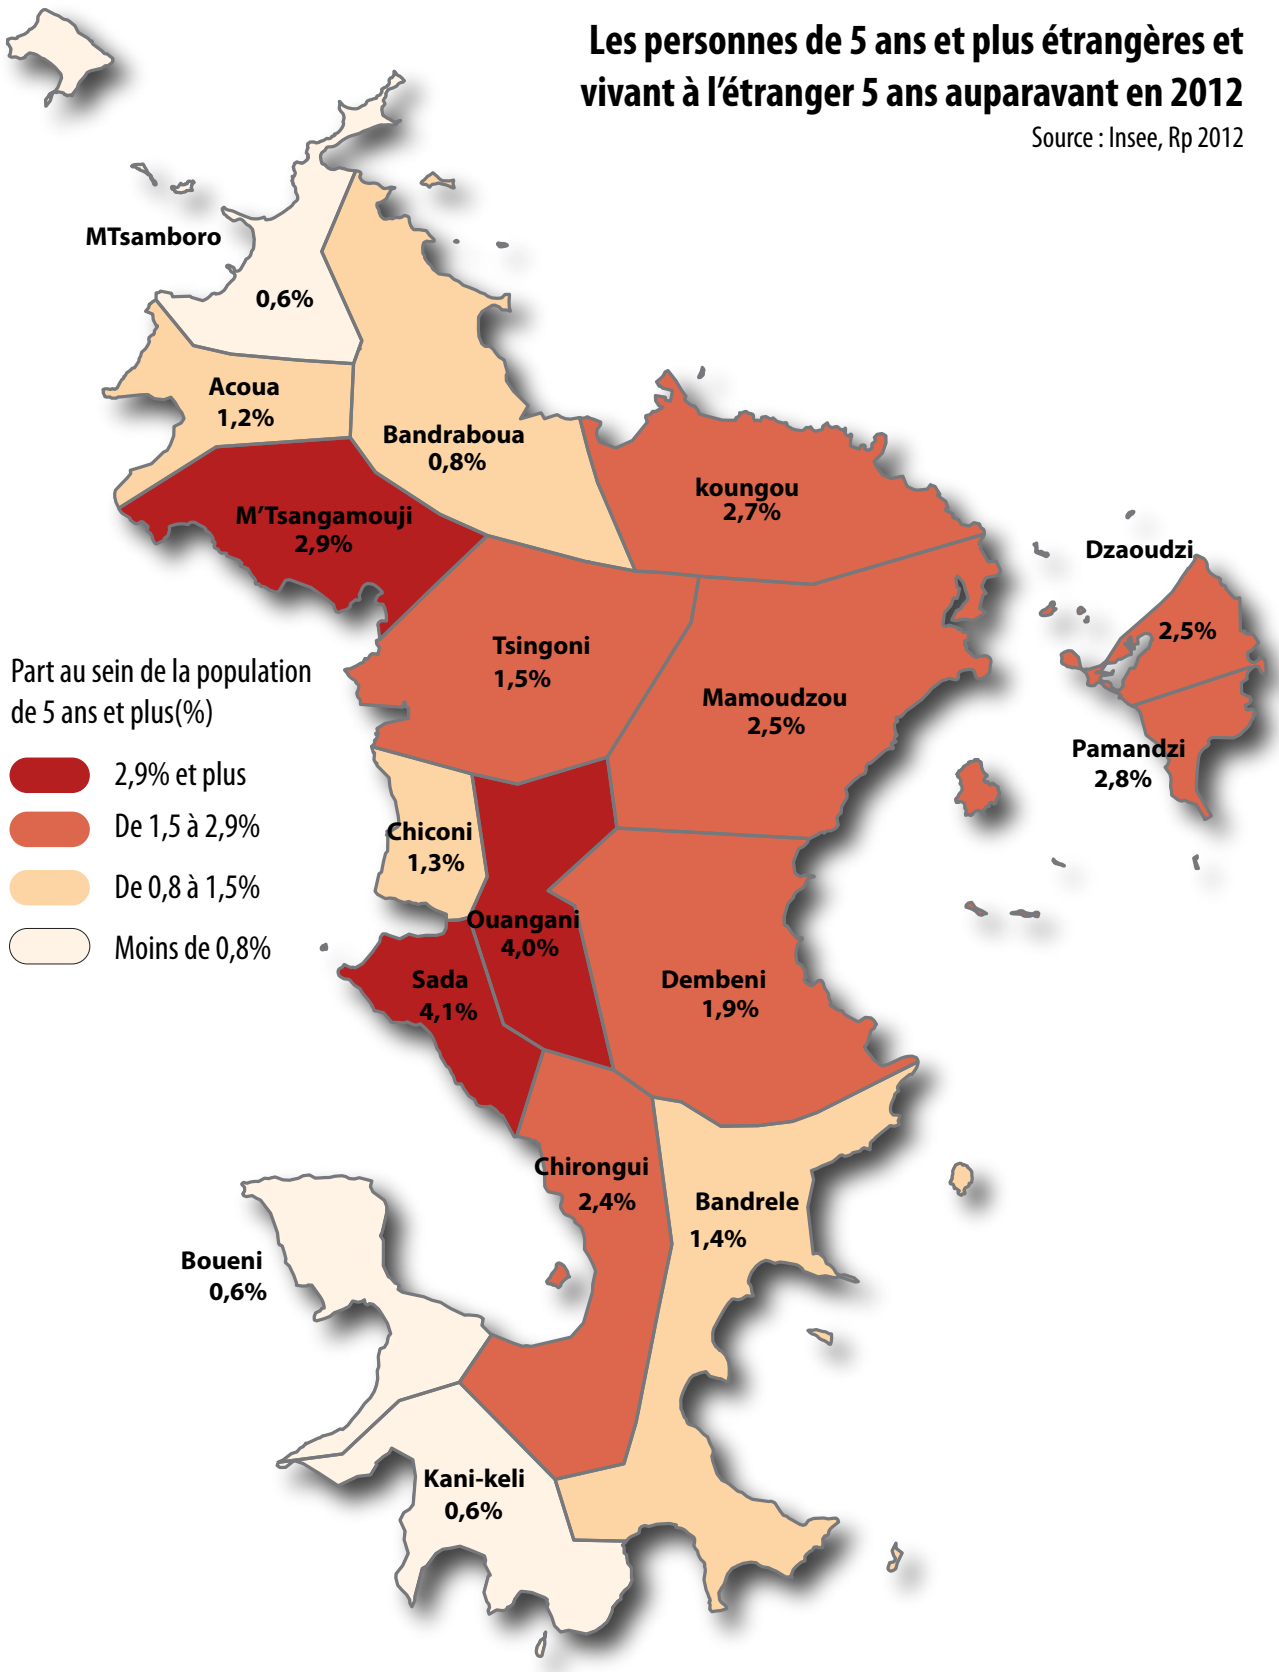 Les personnes de 5 ans et plus étrangères et
vivant à l'étranger 5 ans auparavant en 2012
Source : Insee, Rp 2012
MTsamboro
0,6%
Acoua
1,2%
Bandraboua
0,8%
koungou
2,7%
M'Tsangamouji
2,9%
Dzaoudzi
2,5%
Tsingoni
1,5%
Mamoudzou
2,5%
Pamandzi
2,8%
Part au sein de la population
de 5 ans et plus(%)
2,9% et plus
De 1,5 à 2,9%
De 0,8 à 1,5%
Moins de 0,8%
Chiconi
1,3%
Ouangani
4,0%
Sada
4,1%
Dembeni
1,9%
Chirongui
2,4%
Bandrele
1,4%
Boueni
0,6%
Kani-keli
0,6%